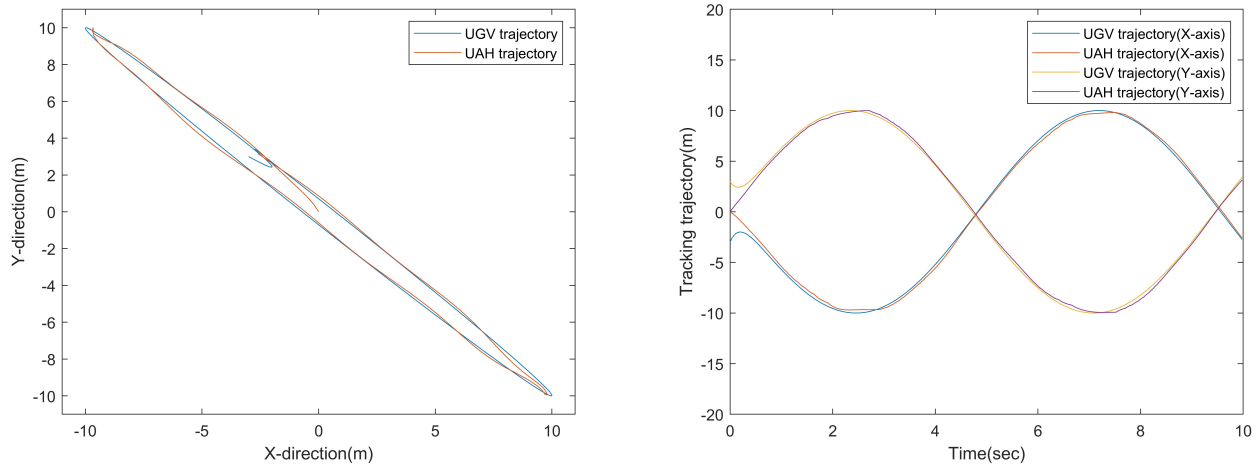 10
8
6
4
2
0
-2
-4
-6
-8
-10
Y-direction(m)
-10 -5 0 5 10
X-direction(m)
UGV trajectory
UAH trajectory
20
15
10
5
0
-5
-10
-15
-20
Tracking trajectory(m)
0 2 4 6 8 10
Time(sec)
UGV trajectory(X-axis)
UAH trajectory(X-axis)
UGV trajectory(Y-axis)
UAH trajectory(Y-axis)